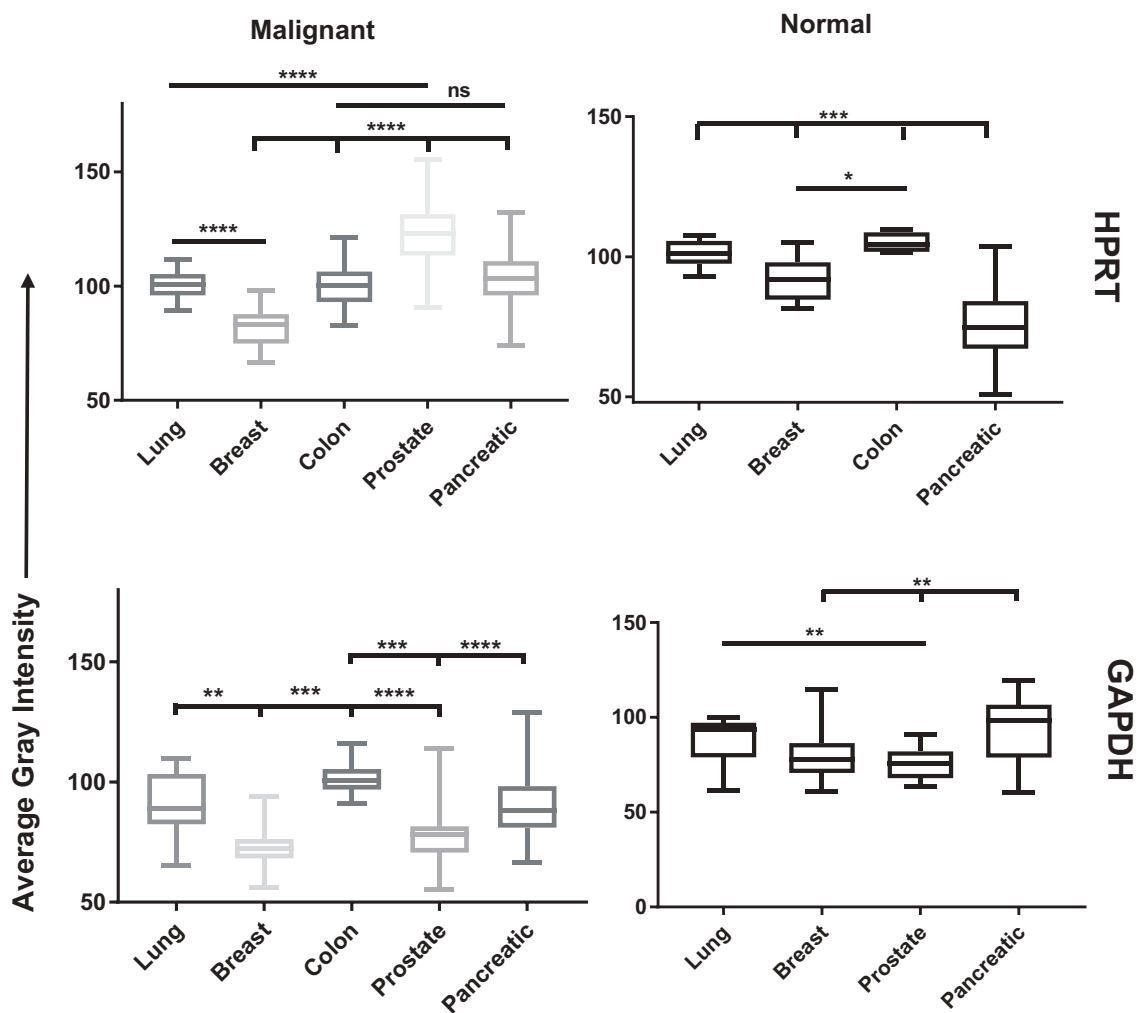 Malignant
Normal
****
ns
****
****
150
100
50
Lung
Breast
Colon
Prostate
Pancreatic
***
*
150
100
50
Lung
Breast
Colon
Pancreatic
HPRT
Average Gray Intensity
***
****
**
***
****
150
100
50
Lung
Breast
Colon
Prostate
Pancreatic
**
**
150
100
50
0
Lung
Breast
Prostate
Pancreatic
GAPDH